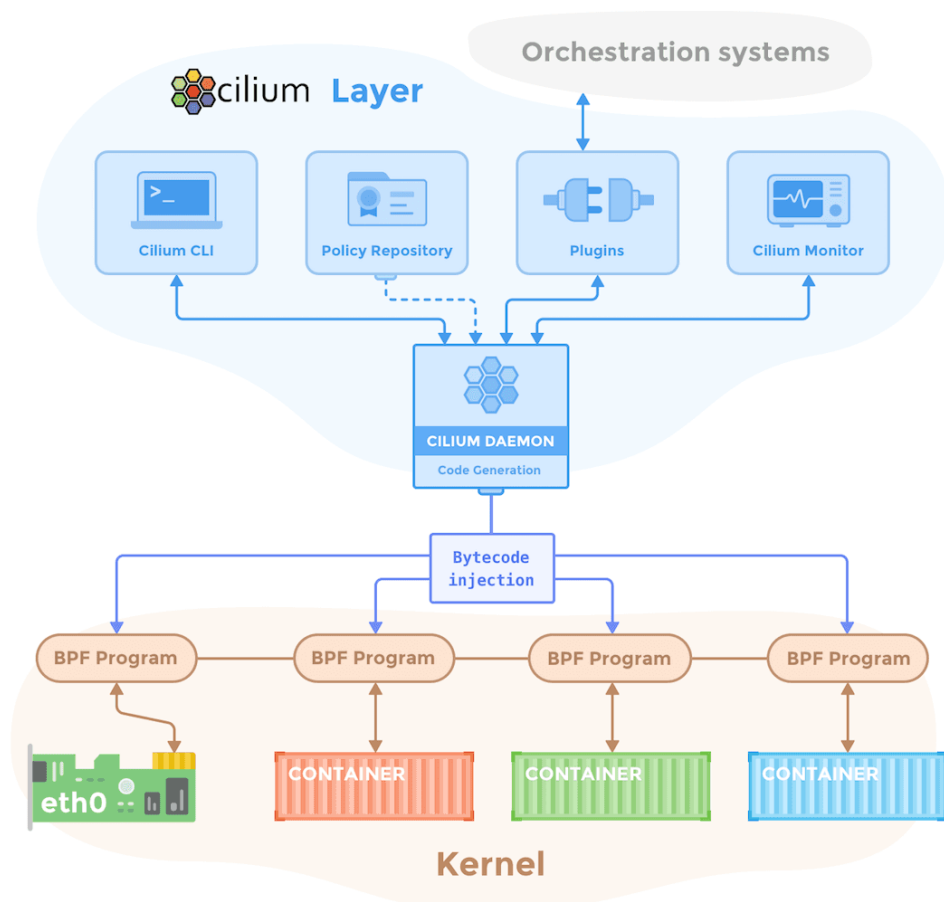 Orchestration systems
cilium Layer
>_
Cilium CLI
Policy Repository
Plugins
Cilium Monitor
CILIUM DAEMON
Code Generation
Bytecode
injection
BPF Program
BPF Program
BPF Program
BPF Program
eth0
CONTAINER
CONTAINER
CONTAINER
Kernel